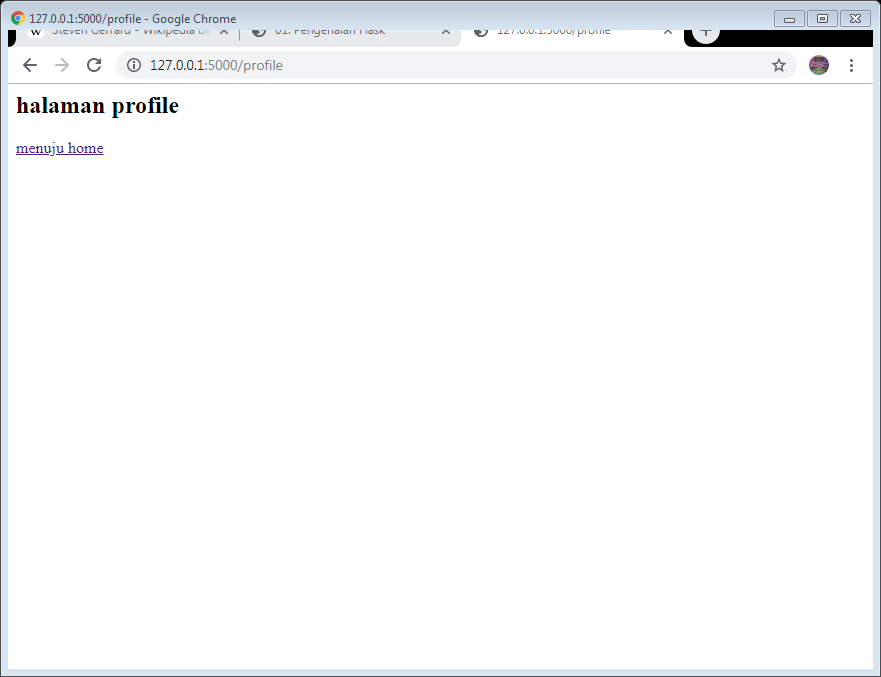 127.0.0.1:5000/profile - Google Chrome
Steven Gerrard - Wikipedia ba
01. Pengenalan Flask
127.0.0.1:5000/profile
127.0.0.1:5000/profile
halaman profile
menuju home